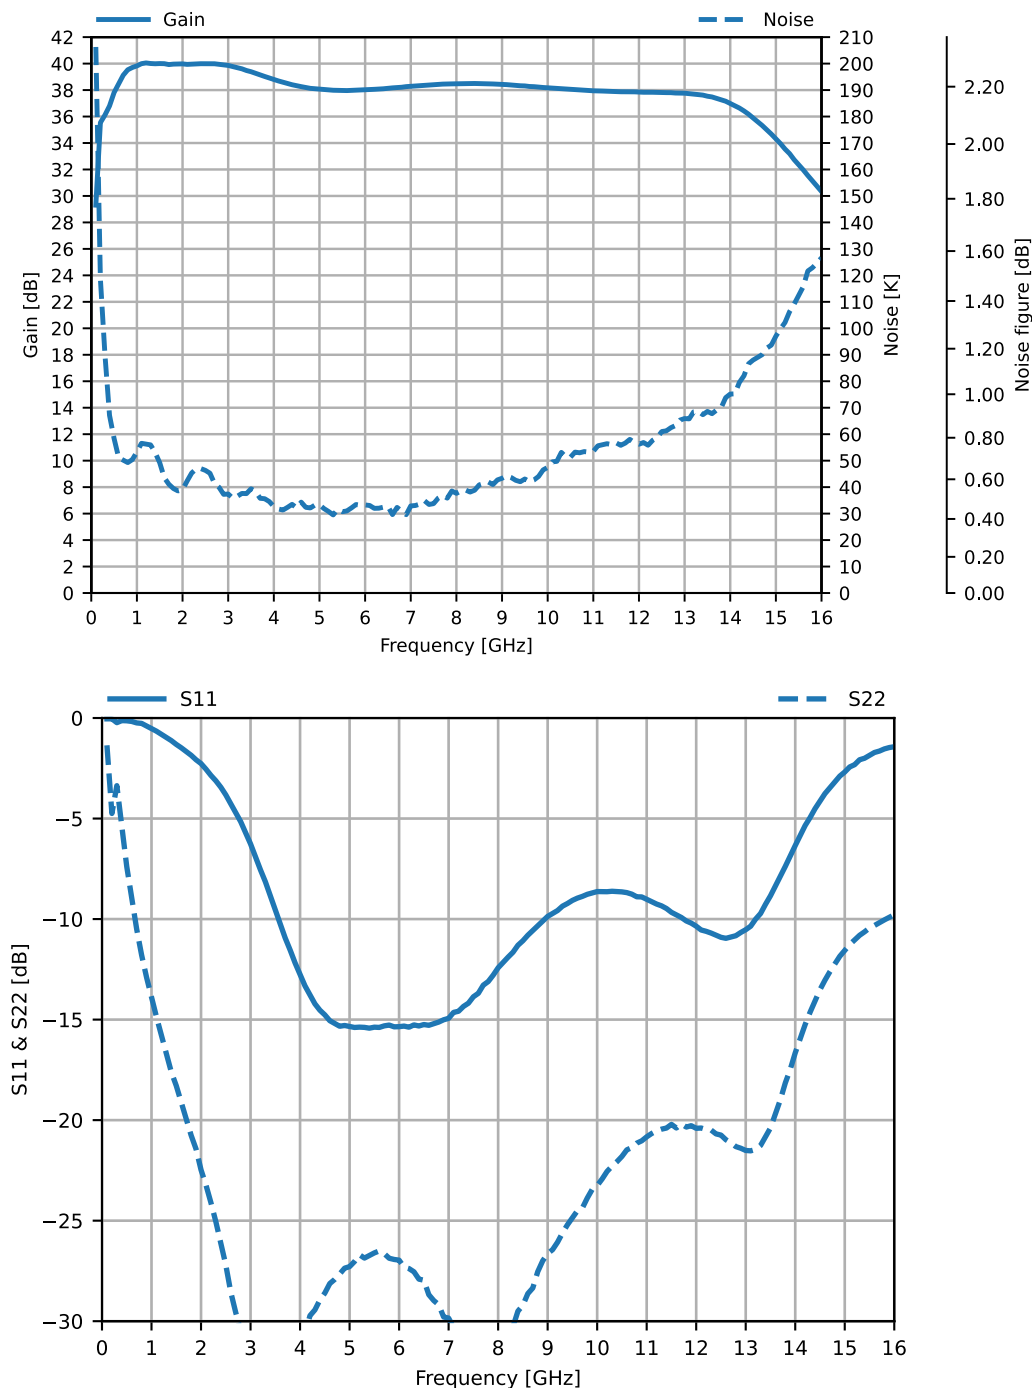 Gain Noise
42 210
40 200
38 190 2.20
36 180
34 170 2.00
32 160
30 150 1.80
28 140
26 130 1.60
24 120
22 110 1.40
20 100
18 90 1.20
16 80
14 70 1.00
12 60 0.80
10 50
8 40 0.60
6 30 0.40
4 20
2 10 0.20
0 0 0.00
Gain [dB]
Noise [K]
Noise figure [dB]
0 1 2 3 4 5 6 7 8 9 10 11 12 13 14 15 16
Frequency [GHz]
S11 S22
0
−5
−10
−15
−20
−25
−30
S11 & S22 [dB]
0 1 2 3 4 5 6 7 8 9 10 11 12 13 14 15 16
Frequency [GHz]